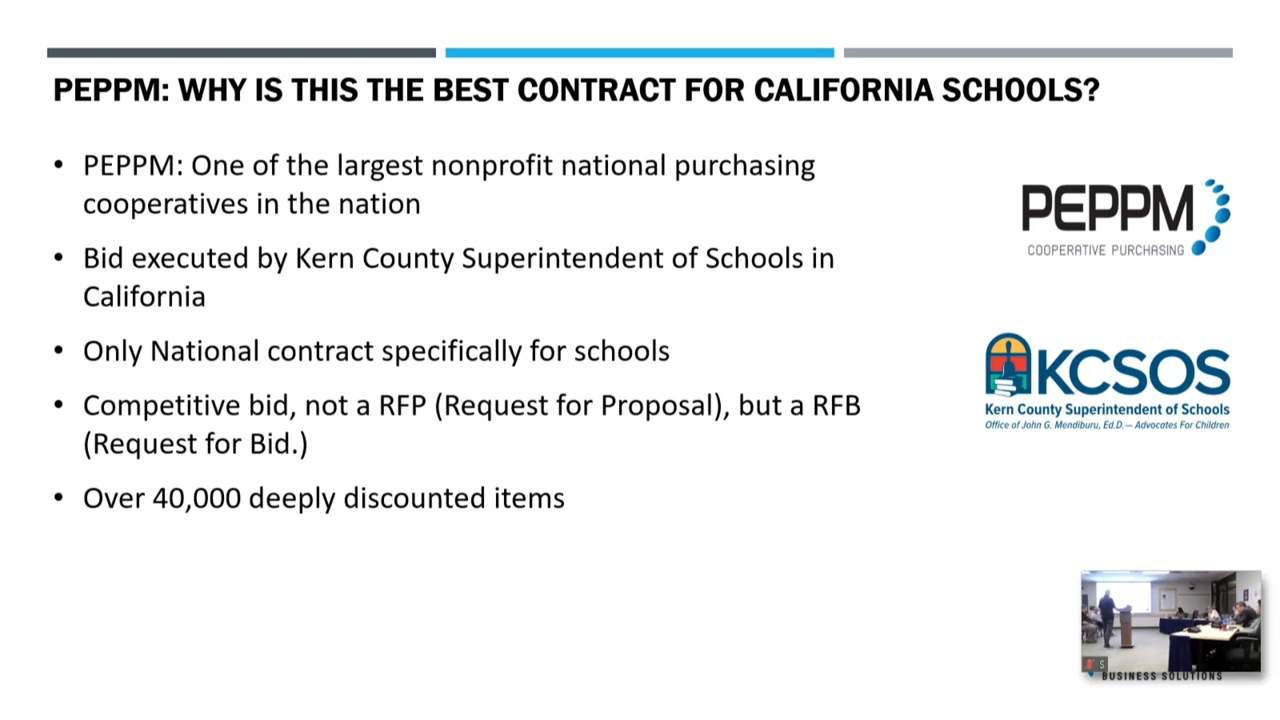 PEPPM: WHY IS THIS THE BEST CONTRACT FOR CALIFORNIA SCHOOLS?
• PEPPM: One of the largest nonprofit national purchasing
cooperatives in the nation
• Bid executed by Kern County Superintendent of Schools in
California
• Only National contract specifically for schools
• Competitive bid, not a RFP (Request for Proposal), but a RFB
(Request for Bid.)
• Over 40,000 deeply discounted items
PEPPM
COOPERATIVE PURCHASING
KCSOS
Kern County Superintendent of Schools
Office of John G. Mendiburu, Ed.D. — Advocates For Children
S
BUSINESS SOLUTIONS